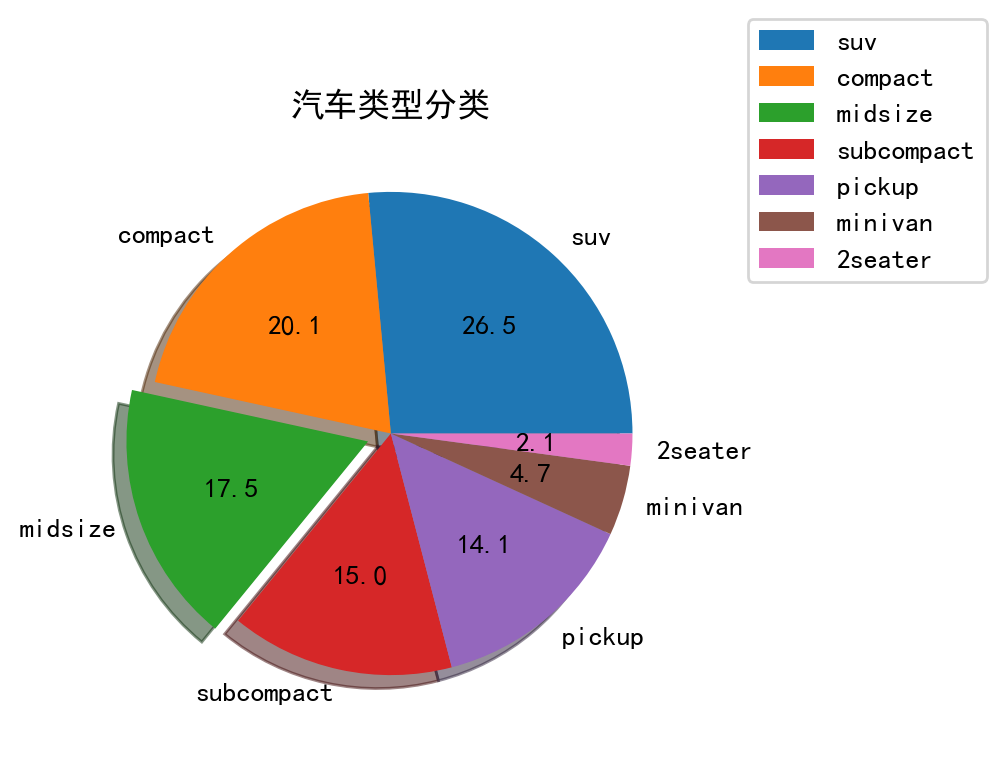 汽车类型分类
suv
compact
midsize
subcompact
pickup
minivan
2seater
suv
compact
midsize
subcompact
pickup
minivan
2seater
26.5
20.1
17.5
15.0
14.1
4.7
2.1